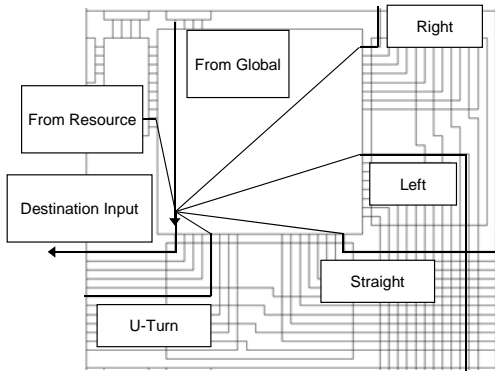 Right
From Global
From Resource
Left
Destination Input
Straight
U-Turn